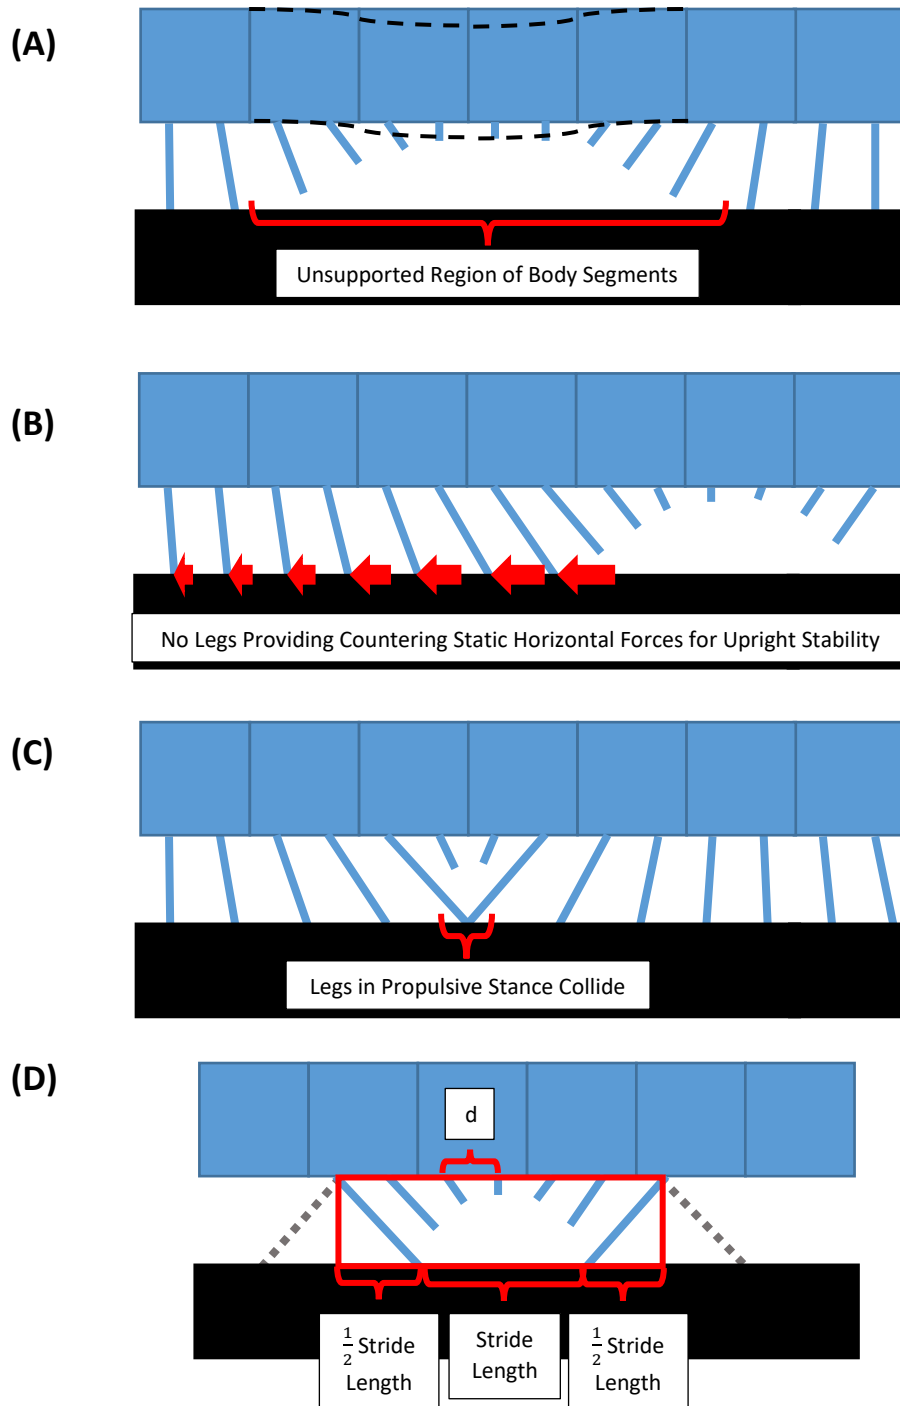 (A)
Unsupported Region of Body Segments
(B)
No Legs Providing Countering Static Horizontal Forces for Upright Stability
(C)
Legs in Propulsive Stance Collide
(D)
d
1/2 Stride
Length
Stride
Length
1/2 Stride
Length